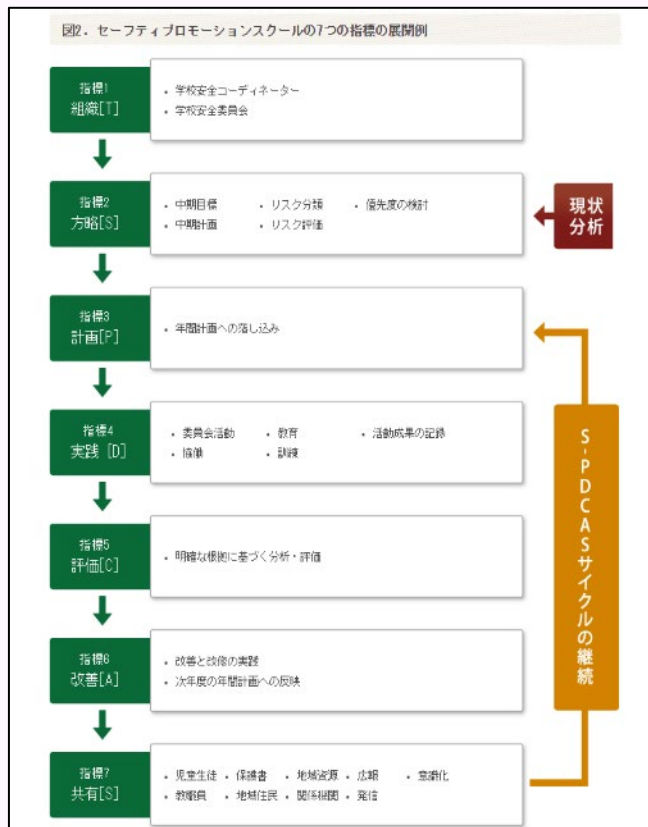 図2. セーフティプロモーションスクールの7つの指標の展開例
指標1
組織[T]
・ 学校安全コーディネーター
・ 学校安全委員会
指標2
方略[S]
・ 中期目標 ・ リスク分類 ・ 優先度の検討
・ 中期計画 ・ リスク評価
現状
分析
指標3
計画[P]
・ 年間計画への落し込み
指標4
実践 [D]
・ 委員会活動 ・ 教育 ・ 活動成果の記録
・ 協働 ・ 訓練
指標5
評価[C]
・ 明確な根拠に基づく分析・評価
指標6
改善[A]
・ 改善と改修の実践
・ 次年度の年間計画への反映
指標7
共有[S]
・ 児童生徒 ・ 保護書 ・ 地域資源 ・ 広報 ・ 意識化
・ 教職員 ・ 地域住民 ・ 関係機関 ・ 発信
S-PDCASサイクルの継続